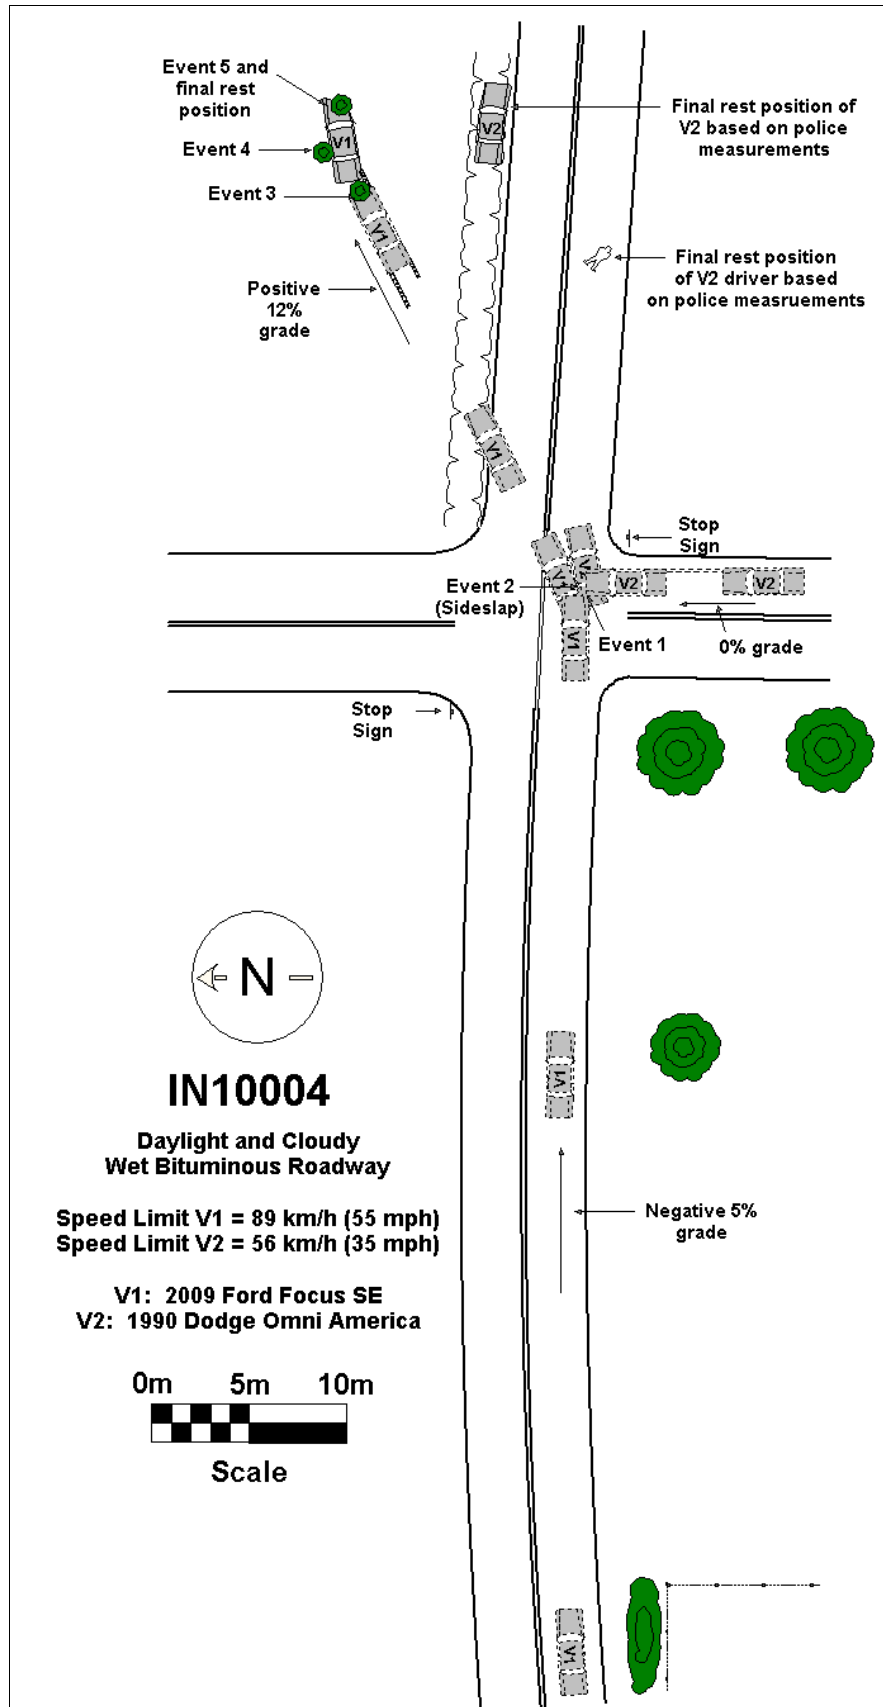 Event 5 and
final rest
position
V1
Event 4
Event 3
V1
Positive
12%
grade
V2
Final rest position of
V2 based on police
measurements
Final rest position
of V2 driver based
on police measruements
V1
Stop
Sign
V1
V2
Event 2
(Sideslap)
V2
V2
Event 1
0% grade
V1
Stop
Sign
N
IN10004
Daylight and Cloudy
Wet Bituminous Roadway
Speed Limit V1 = 89 km/h (55 mph)
Speed Limit V2 = 56 km/h (35 mph)
V1: 2009 Ford Focus SE
V2: 1990 Dodge Omni America
0m 5m 10m
Scale
V1
Negative 5%
grade
V1